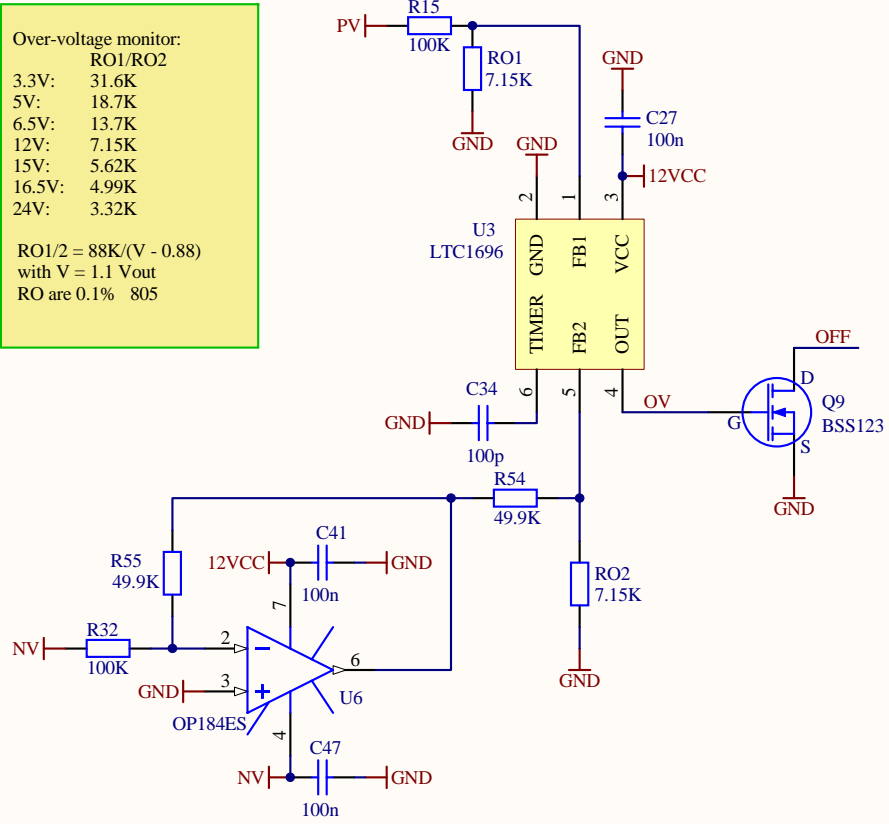 Over-voltage monitor:
RO1/RO2
3.3V: 31.6K
5V: 18.7K
6.5V: 13.7K
12V: 7.15K
15V: 5.62K
16.5V: 4.99K
24V: 3.32K
RO1/2 = 88K/(V - 0.88)
with V = 1.1 Vout
RO are 0.1% 805
PV
R15
100K
RO1
7.15K
GND
GND
C27
100n
GND
12VCC
2
1
3
U3
LTC1696
GND
FB1
VCC
TIMER
FB2
OUT
6
5
4
C34
GND
100p
OV
OFF
D
G
S
Q9
BSS123
GND
R54
49.9K
R55
49.9K
12VCC
C41
GND
100n
RO2
7.15K
GND
7
NV
R32
100K
2
GND
3
6
U6
OP184ES
4
NV
C47
GND
100n